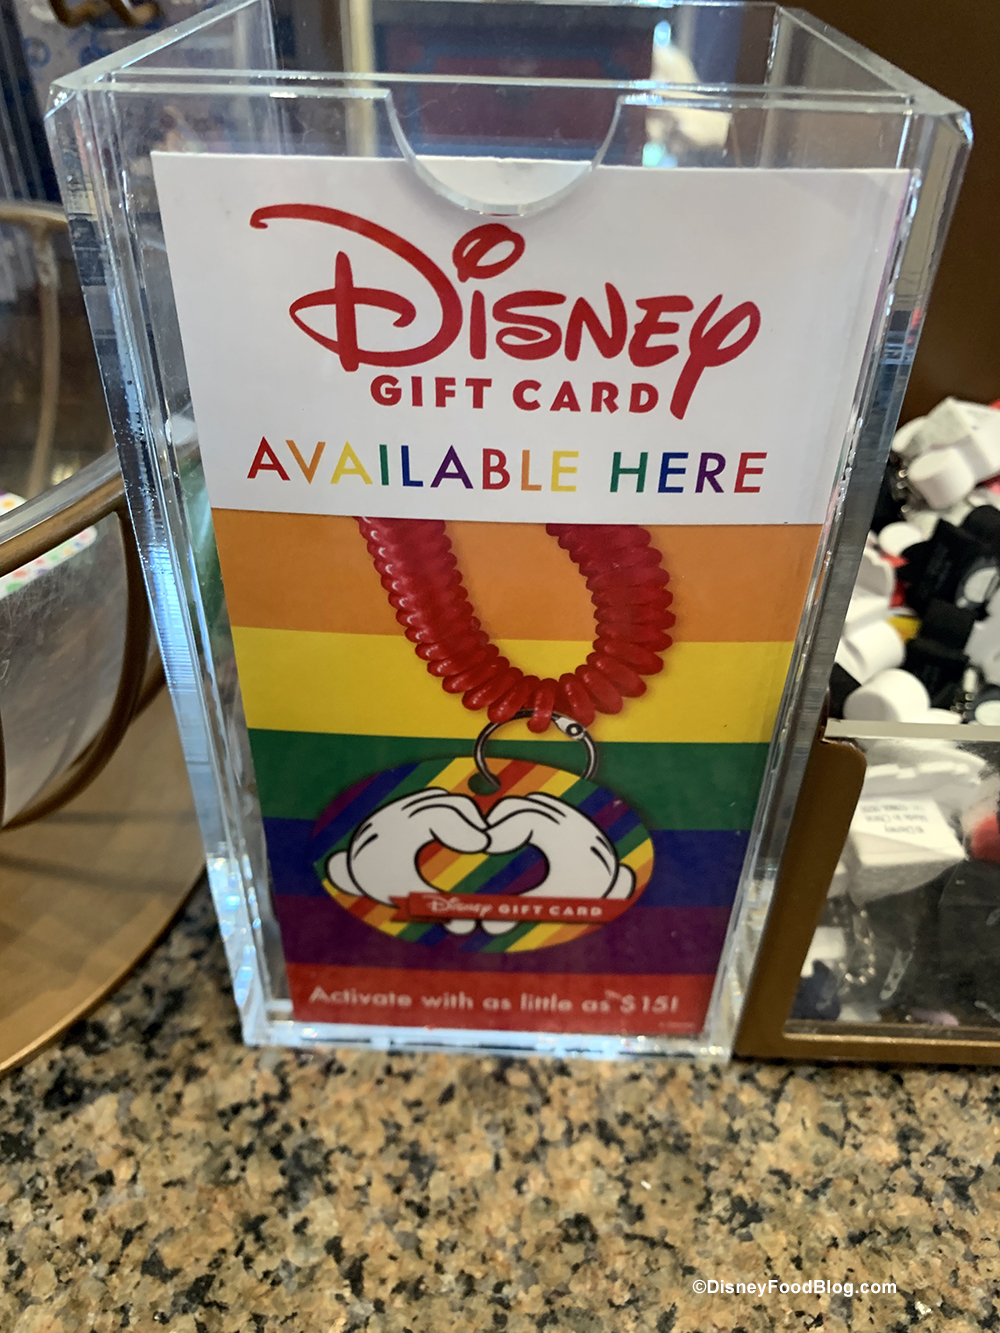 Disney
GIFT CARD
AVAILABLE HERE
Disney GIFT CARD
Activate with as little as $15!
©DisneyFoodBlog.com